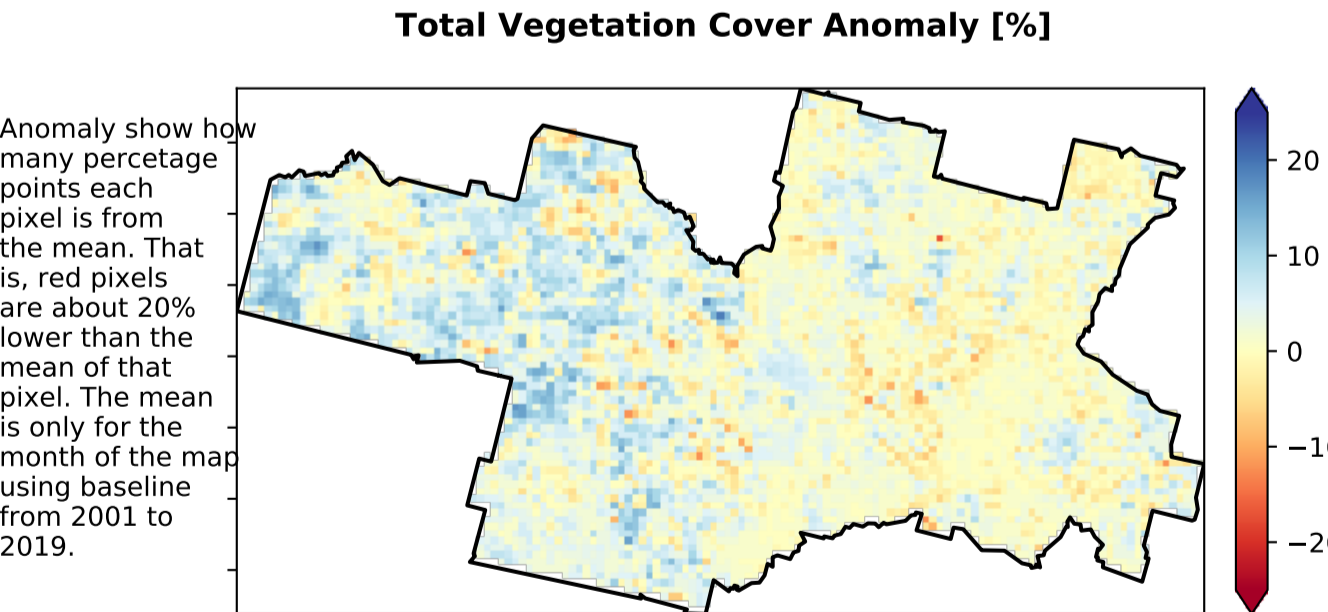 Total Vegetation Cover Anomaly [%]
Anomaly show how
many percetage
points each
pixel is from
the mean. That
is, red pixels
are about 20%
lower than the
mean of that
pixel. The mean
is only for the
month of the map
using baseline
from 2001 to
2019.
20
10
0